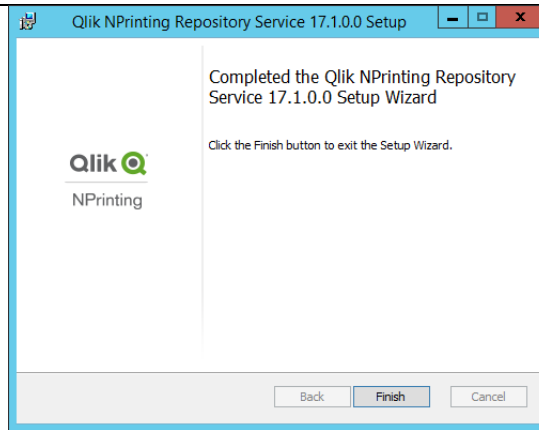 Qlik NPrinting Repository Service 17.1.0.0 Setup
Completed the Qlik NPrinting Repository
Service 17.1.0.0 Setup Wizard
Click the Finish button to exit the Setup Wizard.
Qlik
NPrinting
Back Finish Cancel